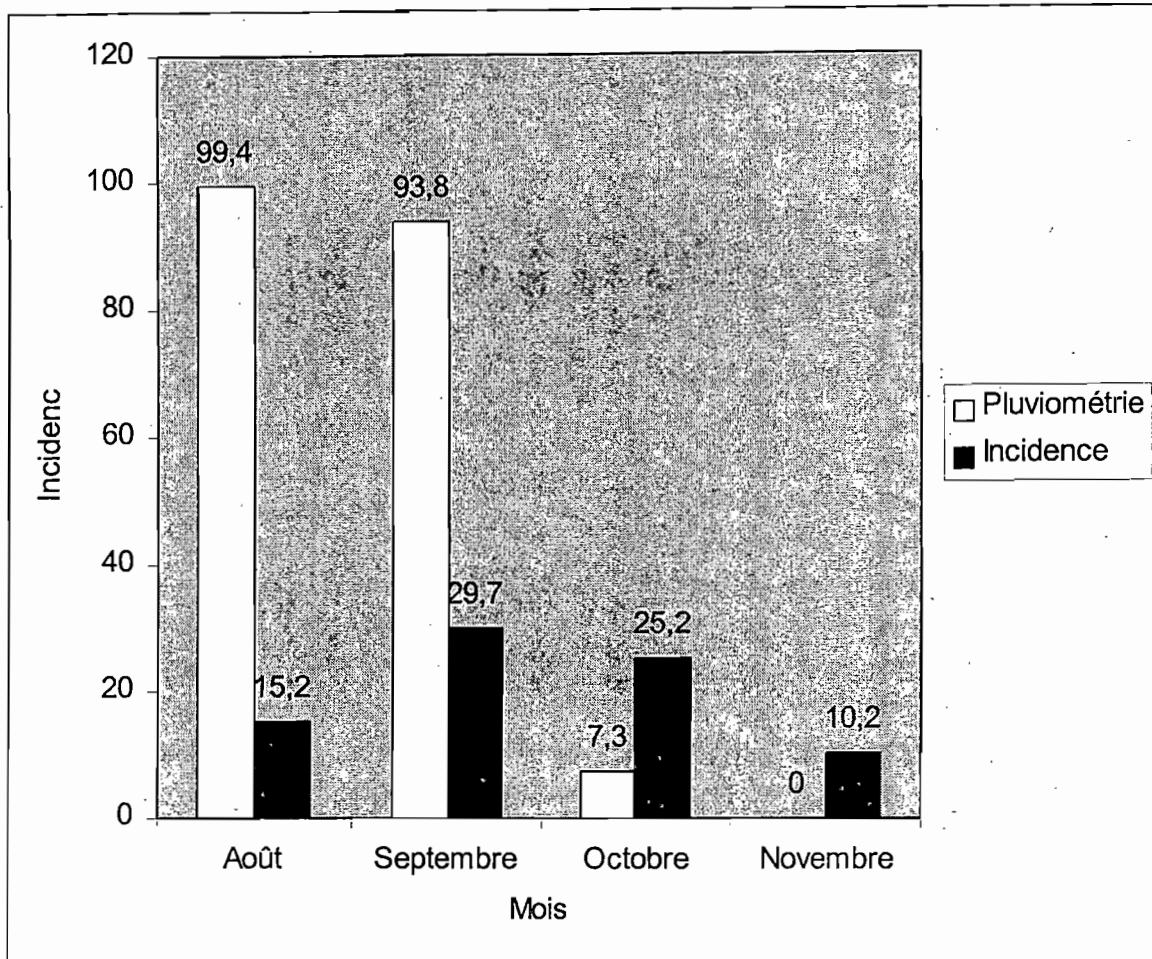 120
100
80
60
40
20
0
Incidenc
99,4
15,2
93,8
29,7
7,3
25,2
0
10,2
Août
Septembre
Octobre
Novembre
Mois
Pluviométrie
Incidence